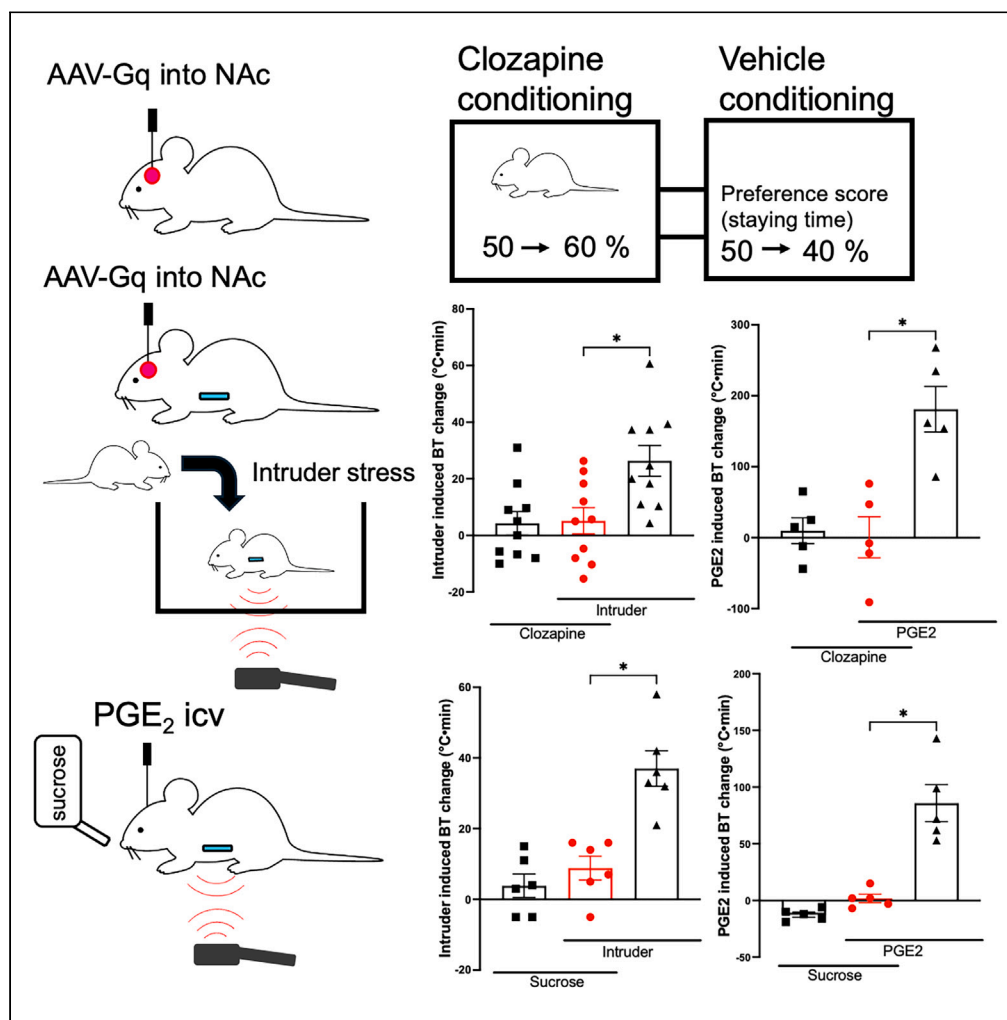 AAV-Gq into NAc
AAV-Gq into NAc
Intruder stress
PGE₂ icv
sucrose
Clozapine
conditioning
50 → 60 %
Vehicle
conditioning
Preference score
(staying time)
50 → 40 %
Intruder induced BT change (°C•min)
80
60
40
20
0
-20
*
Intruder
Clozapine
PGE2 induced BT change (°C•min)
300
200
100
0
-100
*
PGE2
Clozapine
Intruder induced BT change (°C•min)
60
40
20
0
-20
*
Intruder
Sucrose
PGE2 induced BT change (°C•min)
200
150
100
50
0
-50
*
PGE2
Sucrose